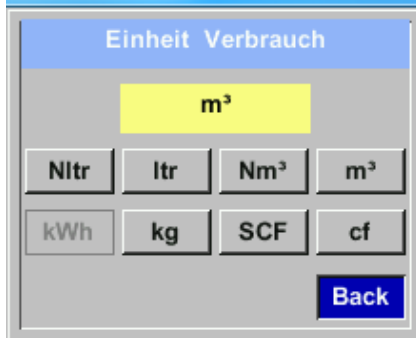 Einheit Verbrauch
m³
Nltr ltr Nm³ m³
kWh kg SCF cf
Back